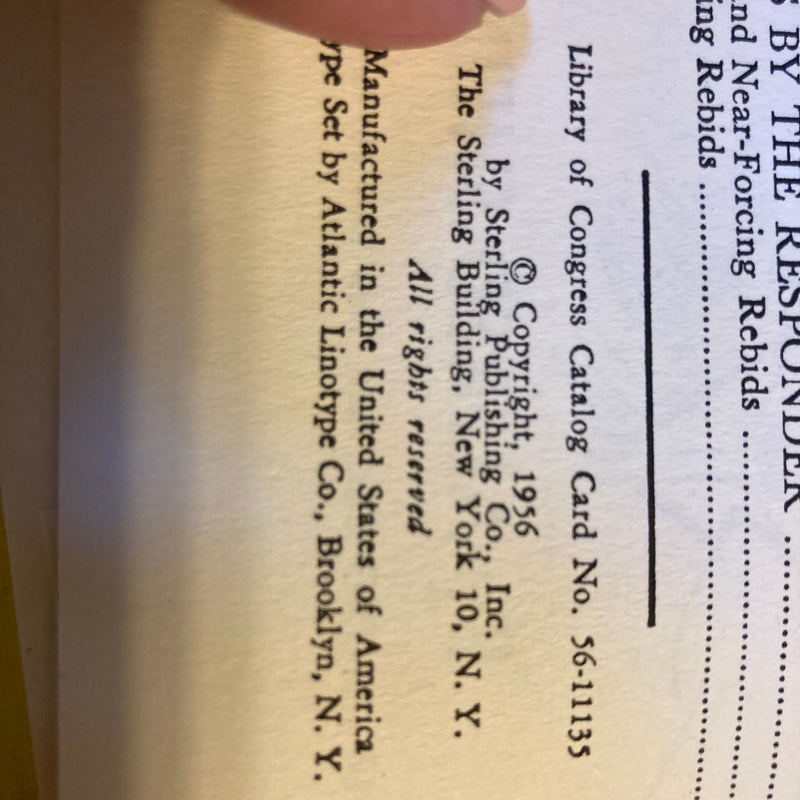 BY THE RESPONDER ..........
nd Near-Forcing Rebids ....................
ing Rebids ..............................
Library of Congress Catalog Card No. 56-11135
© Copyright, 1956
by Sterling Publishing Co., Inc.
The Sterling Building, New York 10, N. Y.
All rights reserved
Manufactured in the United States of America
ype Set by Atlantic Linotype Co., Brooklyn, N. Y.